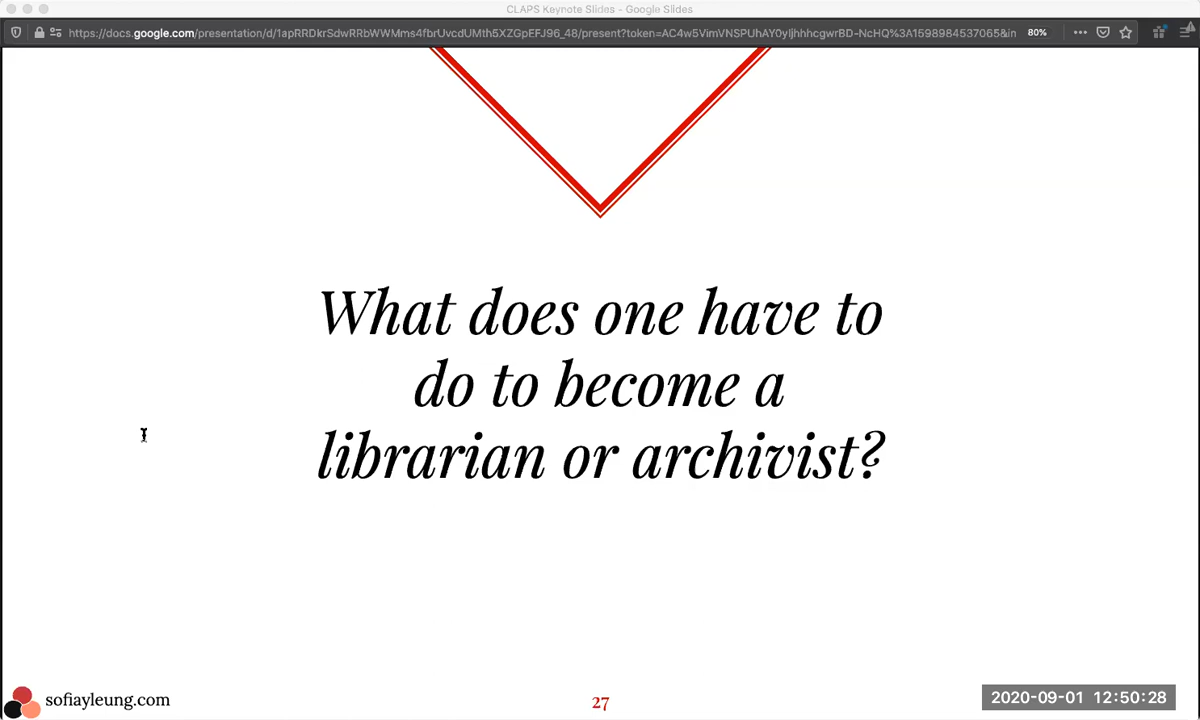 CLAPS Keynote Slides - Google Slides
https://docs.google.com/presentation/d/1apRRDkrSdwRRbWWMms4fbrUvcdUMth5XZGpEFJ96_48/present?token=AC4w5VimVNSPUhAY0yljhhhcgwrBD-NcHQ%3A1598984537065&in 80%
What does one have to
do to become a
librarian or archivist?
sofiayleung.com
27
2020-09-01 12:50:28